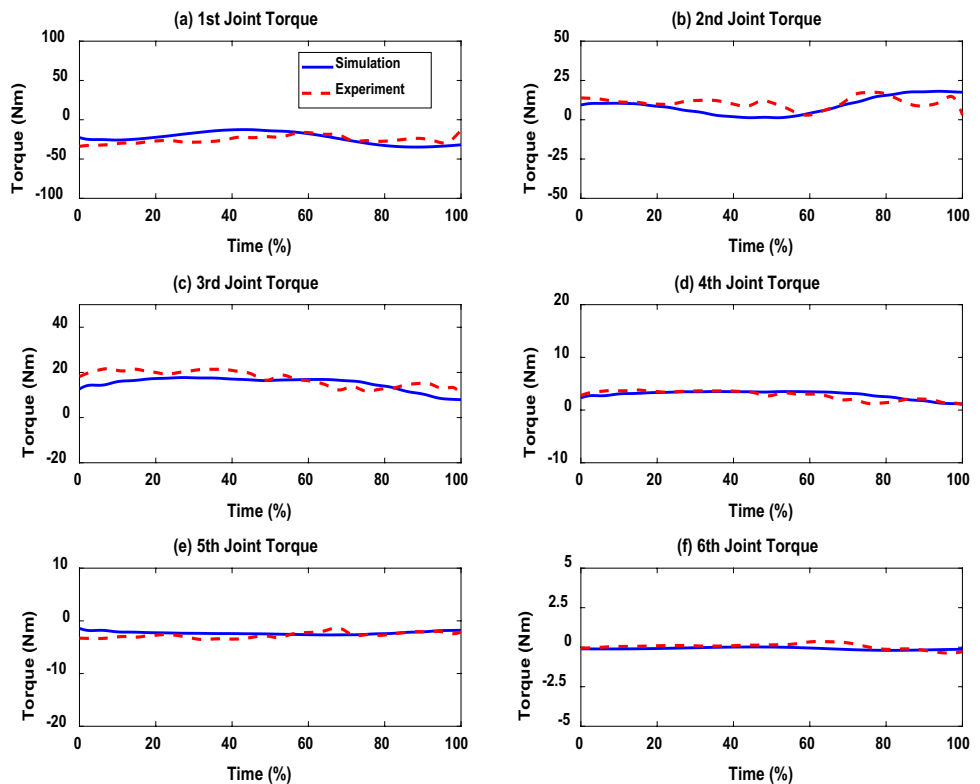 (a) 1st Joint Torque
Torque (Nm)
100
50
0
-50
-100
0 20 40 60 80 100
Time (%)
Simulation
Experiment
(b) 2nd Joint Torque
Torque (Nm)
50
25
0
-25
-50
0 20 40 60 80 100
Time (%)
(c) 3rd Joint Torque
Torque (Nm)
40
20
0
-20
0 20 40 60 80 100
Time (%)
(d) 4th Joint Torque
Torque (Nm)
20
10
0
-10
0 20 40 60 80 100
Time (%)
(e) 5th Joint Torque
Torque (Nm)
10
0
-10
-20
0 20 40 60 80 100
Time (%)
(f) 6th Joint Torque
Torque (Nm)
5
2.5
0
-2.5
-5
0 20 40 60 80 100
Time (%)